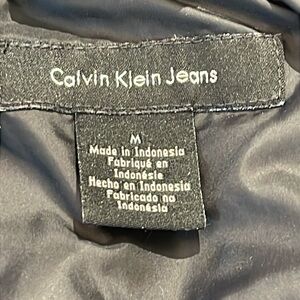 Calvin Klein Jeans
M
Made in Indonesia
Fabriqué en
Indonésie
Hecho en Indonesia
Fabricado na
Indonésia